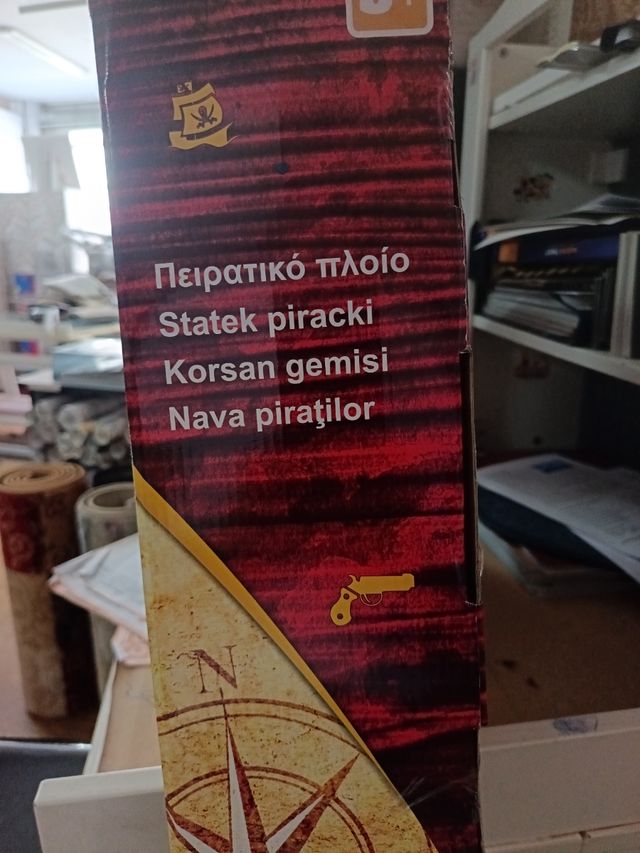 Πειρατικό πλοίο
Statek piracki
Korsan gemisi
Nava piraţilor
N